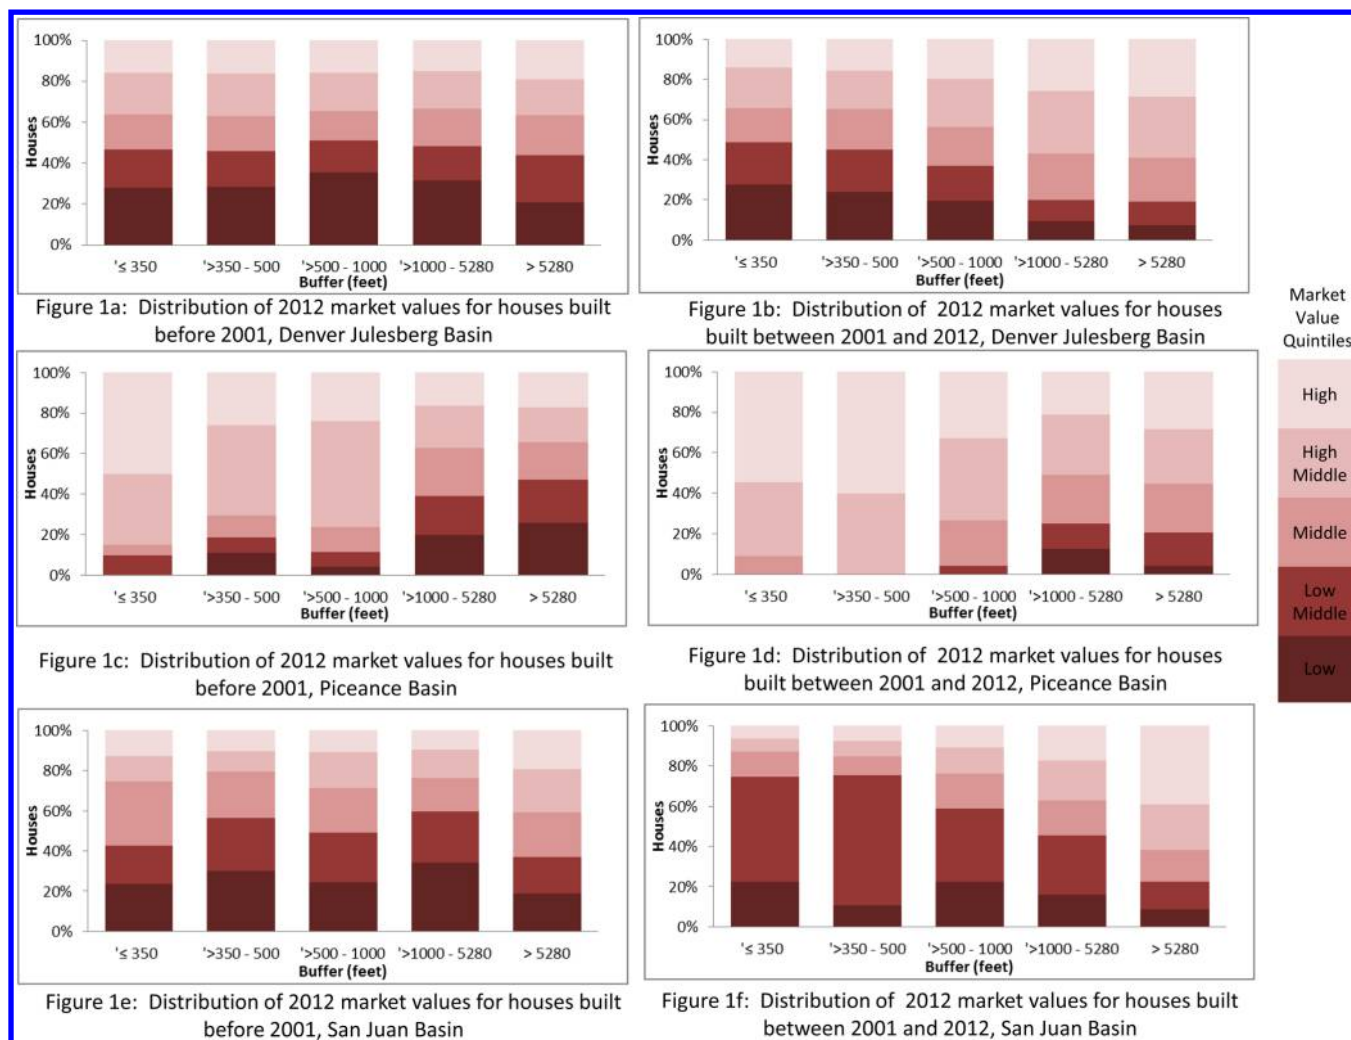 100%
80%
60%
40%
20%
0%
Houses
'≤ 350 '>350 - 500 '>500 - 1000 '>1000 - 5280 > 5280
Buffer (feet)
Figure 1a: Distribution of 2012 market values for houses built
before 2001, Denver Julesberg Basin
100%
80%
60%
40%
20%
0%
Houses
'≤ 350 '>350 - 500 '>500 - 1000 '>1000 - 5280 > 5280
Buffer (feet)
Figure 1b: Distribution of 2012 market values for houses
built between 2001 and 2012, Denver Julesberg Basin
100%
80%
60%
40%
20%
0%
Houses
'≤ 350 '>350 - 500 '>500 - 1000 '>1000 - 5280 > 5280
Buffer (feet)
Figure 1c: Distribution of 2012 market values for houses built
before 2001, Piceance Basin
100%
80%
60%
40%
20%
0%
Houses
'≤ 350 '>350 - 500 '>500 - 1000 '>1000 - 5280 > 5280
Buffer (feet)
Figure 1d: Distribution of 2012 market values for houses
built between 2001 and 2012, Piceance Basin
100%
80%
60%
40%
20%
0%
Houses
'≤ 350 '>350 - 500 '>500 - 1000 '>1000 - 5280 > 5280
Buffer (feet)
Figure 1e: Distribution of 2012 market values for houses built
before 2001, San Juan Basin
100%
80%
60%
40%
20%
0%
Houses
'≤ 350 '>350 - 500 '>500 - 1000 '>1000 - 5280 > 5280
Buffer (feet)
Figure 1f: Distribution of 2012 market values for houses built
between 2001 and 2012, San Juan Basin
Market
Value
Quintiles
High
High
Middle
Middle
Low
Middle
Low